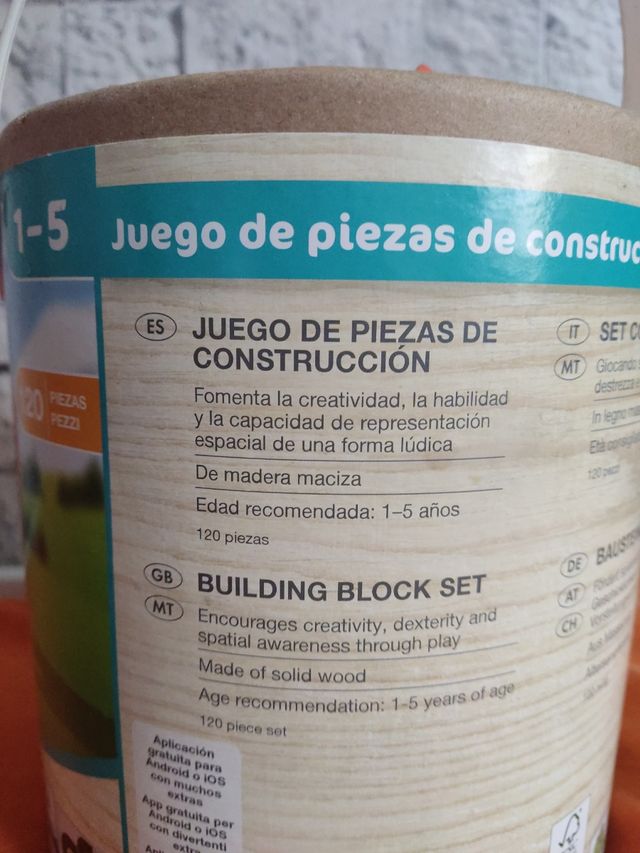 1-5
Juego de piezas de construc
PIEZAS
PEZZI
ES
JUEGO DE PIEZAS DE
CONSTRUCCIÓN
Fomenta la creatividad, la habilidad
y la capacidad de representación
espacial de una forma lúdica
De madera maciza
Edad recomendada: 1–5 años
120 piezas
GB
MT
BUILDING BLOCK SET
Encourages creativity, dexterity and
spatial awareness through play
Made of solid wood
Age recommendation: 1-5 years of age
120 piece set
Aplicación
gratuita para
Android o iOS
con muchos
extras
App gratuita per
Android o iOS
con divertenti
IT
MT
SET
Giocando
In legno
120 pezzi
DE
AT
CH
FSC